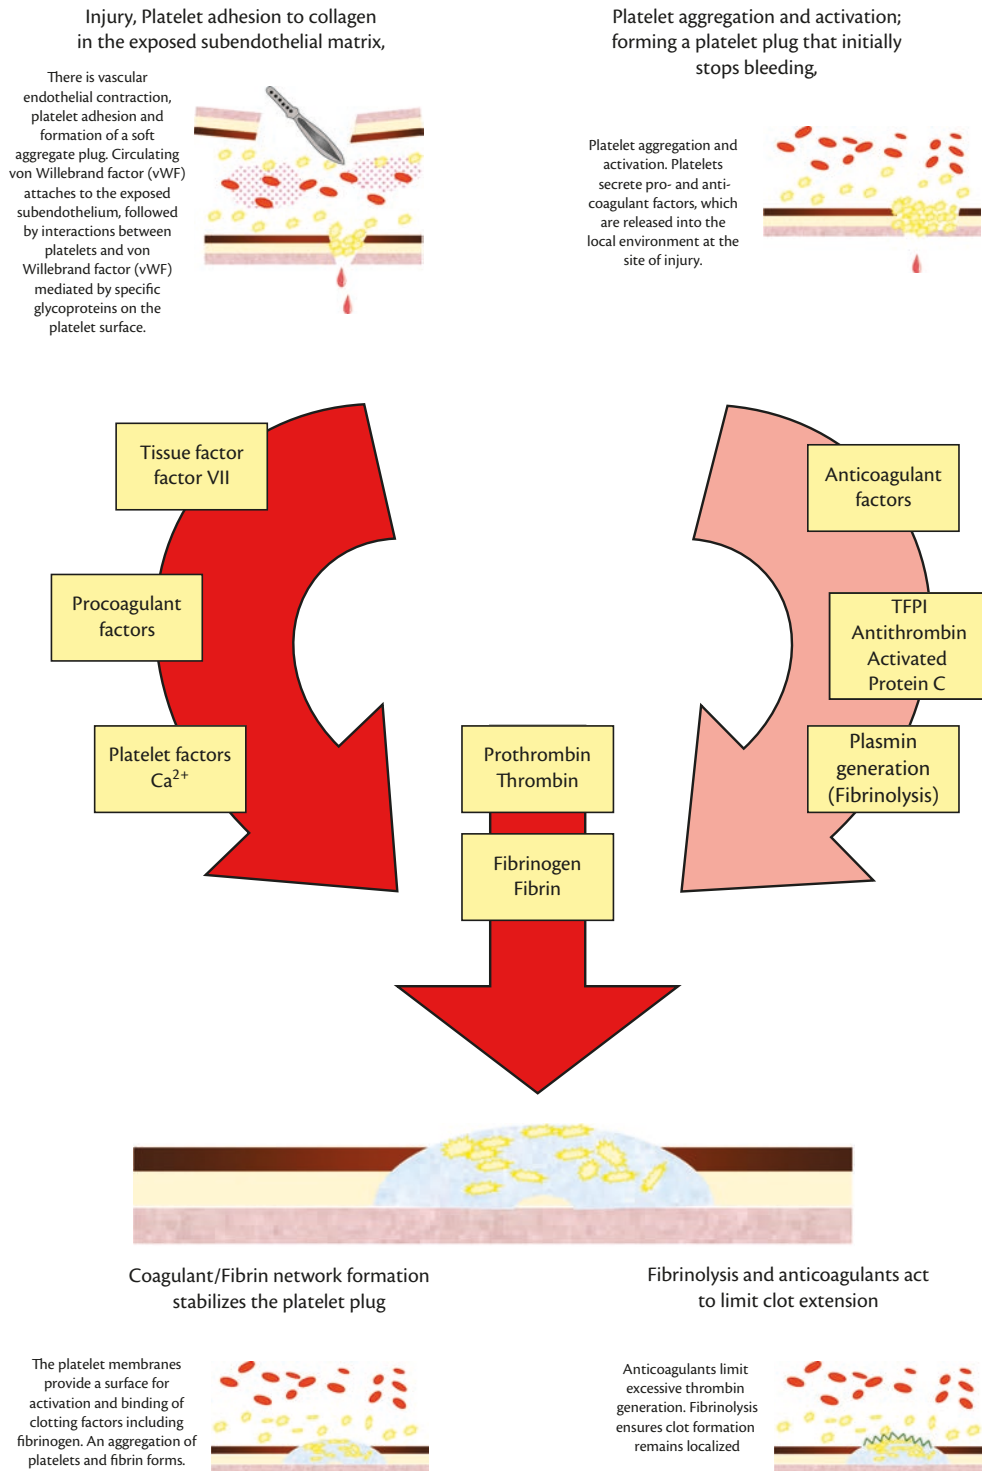 Injury, Platelet adhesion to collagen
in the exposed subendothelial matrix,
There is vascular
endothelial contraction,
platelet adhesion and
formation of a soft
aggregate plug. Circulating
von Willebrand factor (vWF)
attaches to the exposed
subendothelium, followed
by interactions between
platelets and von
Willebrand factor (vWF)
mediated by specific
glycoproteins on the
platelet surface.
Platelet aggregation and activation;
forming a platelet plug that initially
stops bleeding,
Platelet aggregation and
activation. Platelets
secrete pro- and anti-
coagulant factors, which
are released into the
local environment at the
site of injury.
Tissue factor
factor VII
Procoagulant
factors
Platelet factors
Ca²⁺
Prothrombin
Thrombin
Fibrinogen
Fibrin
Anticoagulant
factors
TFPI
Antithrombin
Activated
Protein C
Plasmin
generation
(Fibrinolysis)
Coagulant/Fibrin network formation
stabilizes the platelet plug
The platelet membranes
provide a surface for
activation and binding of
clotting factors including
fibrinogen. An aggregation of
platelets and fibrin forms.
Fibrinolysis and anticoagulants act
to limit clot extension
Anticoagulants limit
excessive thrombin
generation. Fibrinolysis
ensures clot formation
remains localized